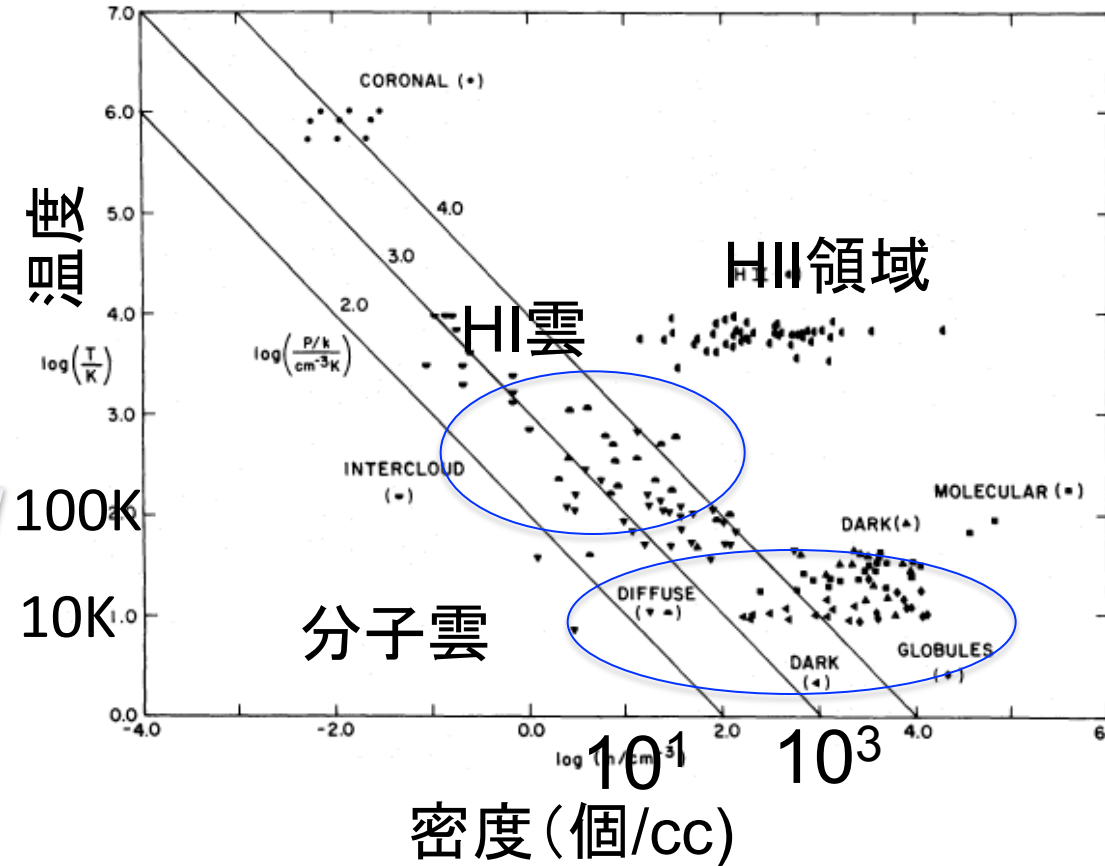 7.0
CORONAL (•)
6.0
温度
5.0
4.0
HII領域
3.0
2.0
4.0
HI雲
log(T/K)
log(P/k / cm⁻³K)
3.0
INTERCLOUD
MOLECULAR (▪)
100K
DARK(▲)
DIFFUSE
10K
1.0
分子雲
GLOBULES
DARK
0.0
-4.0
-2.0
0.0
2.0
4.0
6
10¹
10³
密度(個/cc)